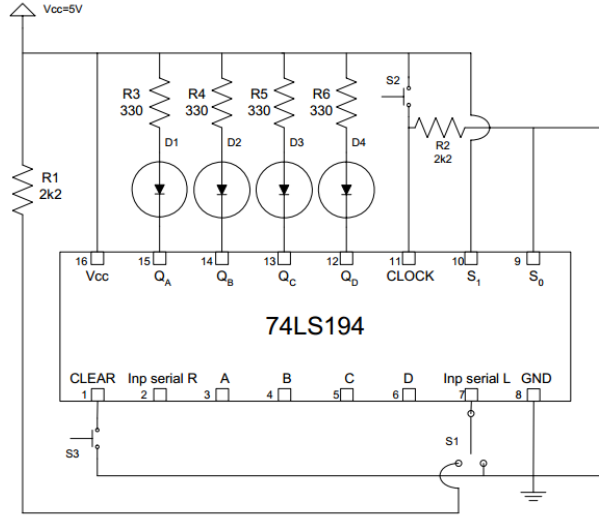 Vcc=5V
S2
R3
330
R4
330
R5
330
R6
330
D1
D2
D3
D4
R2
2k2
R1
2k2
16
15
14
13
12
11
10
9
Vcc
QA
QB
QC
QD
CLOCK
S1
S0
74LS194
CLEAR
Inp serial R
A
B
C
D
Inp serial L
GND
1
2
3
4
5
6
7
8
S3
S1